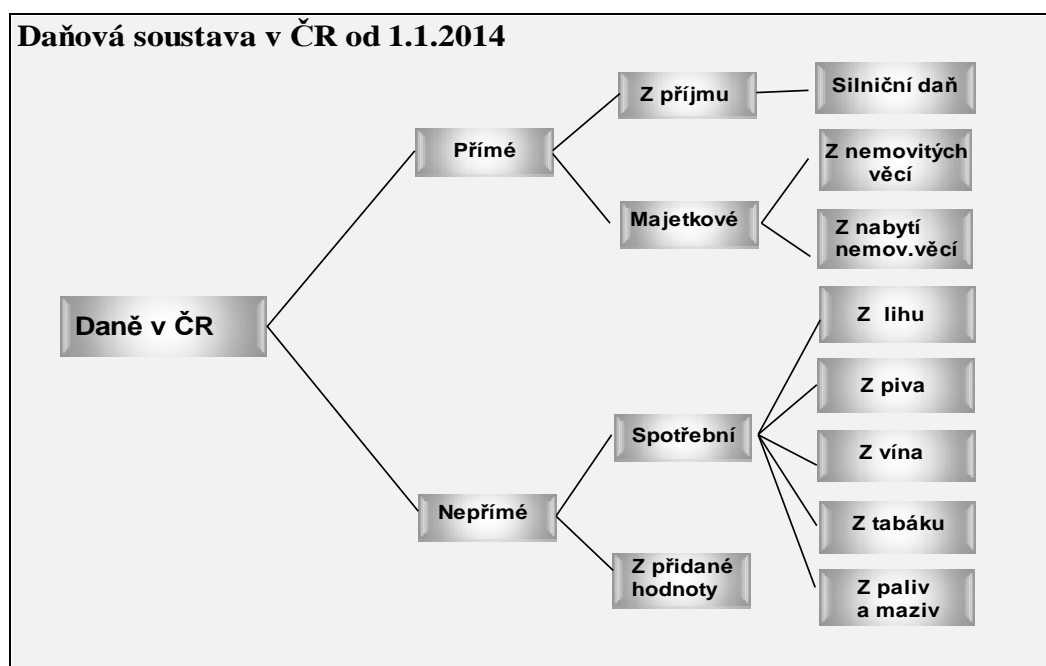 Daňová soustava v ČR od 1.1.2014
Z příjmu
Silniční daň
Přímé
Z nemovitých
věcí
Majetkové
Z nabytí
nemov.věcí
Daně v ČR
Z lihu
Z piva
Spotřební
Z vína
Nepřímé
Z tabáku
Z přidané
hodnoty
Z paliv
a maziv